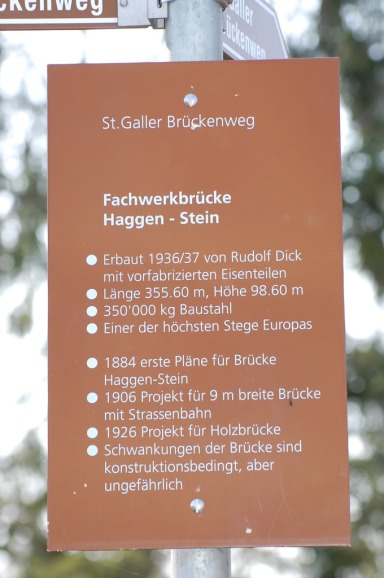 ckenweg
Galler
ückenweg
St.Galler Brückenweg
Fachwerkbrücke
Haggen - Stein
● Erbaut 1936/37 von Rudolf Dick
mit vorfabrizierten Eisenteilen
● Länge 355.60 m, Höhe 98.60 m
● 350'000 kg Baustahl
● Einer der höchsten Stege Europas
● 1884 erste Pläne für Brücke
Haggen-Stein
● 1906 Projekt für 9 m breite Brücke
mit Strassenbahn
● 1926 Projekt für Holzbrücke
● Schwankungen der Brücke sind
konstruktionsbedingt, aber
ungefährlich